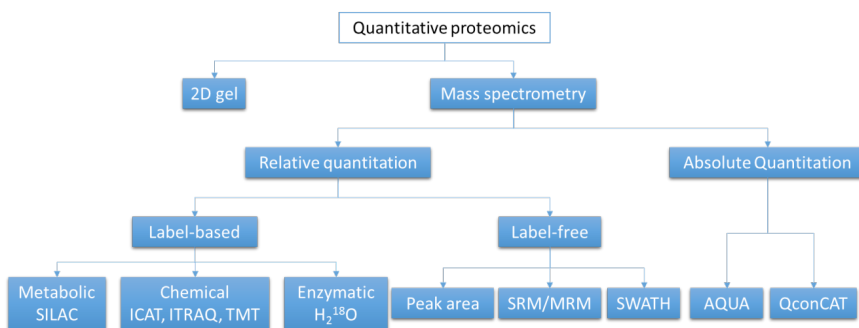 Quantitative proteomics
2D gel
Mass spectrometry
Relative quantitation
Absolute Quantitation
Label-based
Label-free
Metabolic
SILAC
Chemical
ICAT, ITRAQ, TMT
Enzymatic
H₂¹⁸O
Peak area
SRM/MRM
SWATH
AQUA
QconCAT